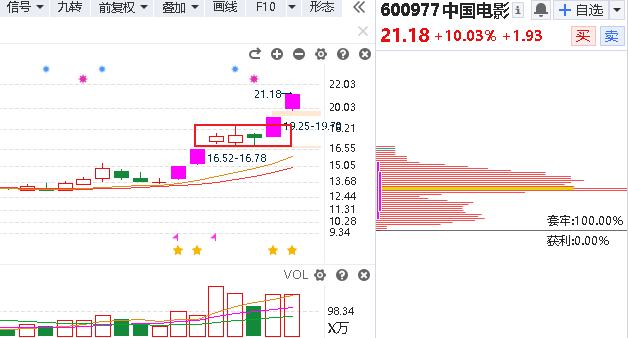 信号 九转 前复权 叠加 画线 F10 形态
600977 中国电影 i + 自选
21.18 +10.03% +1.93 买 卖
21.18
22.03
20.03
19.25-19.70
18.21
16.52-16.78
16.55
15.05
13.68
12.44
11.31
10.28
9.34
套牢:100.00%
获利:0.00%
VOL
98.34
X万